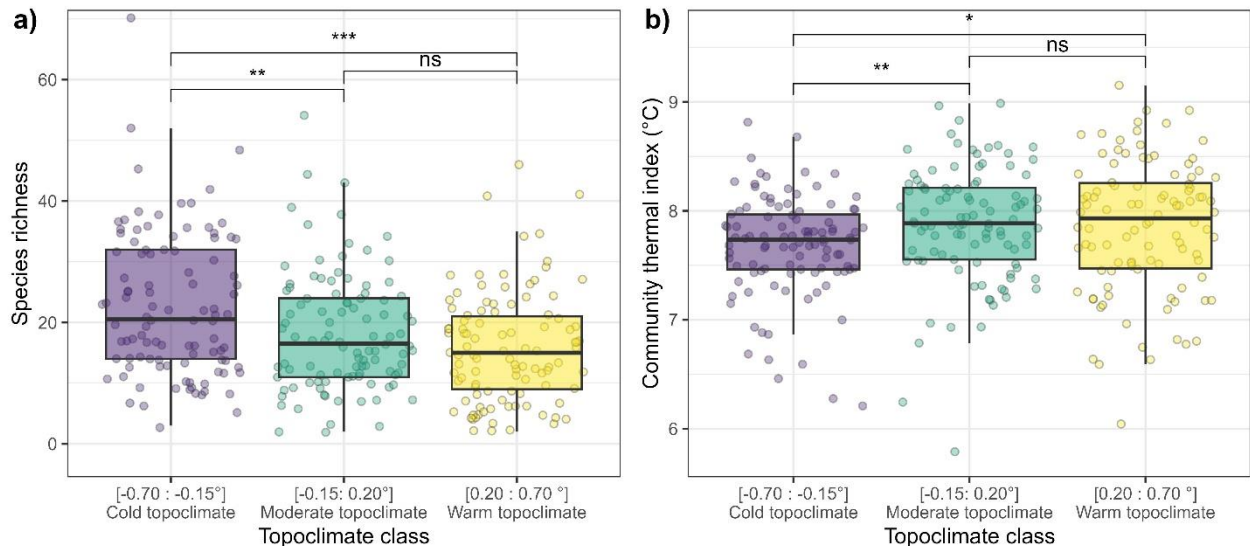 a)
Species richness
60
40
20
0
***
**
ns
[-0.70 : -0.15°]
Cold topoclimate
[-0.15: 0.20°]
Moderate topoclimate
[0.20 : 0.70 °]
Warm topoclimate
Topoclimate class
b)
Community thermal index (°C)
9
8
7
6
*
**
ns
[-0.70 : -0.15°]
Cold topoclimate
[-0.15: 0.20°]
Moderate topoclimate
[0.20 : 0.70 °]
Warm topoclimate
Topoclimate class